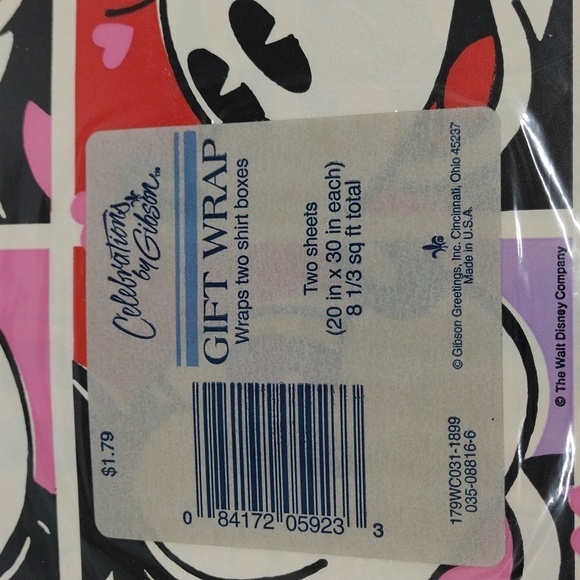 $1.79
Celebrations
by Gibson™
GIFT WRAP
Wraps two shirt boxes
Two sheets
(20 in x 30 in each)
8 1/3 sq ft total
© Gibson Greetings, Inc. Cincinnati, Ohio 45237
Made in U.S.A.
0 84172 05923 3
179WC031-1899
035-08816-6
© The Walt Disney Company